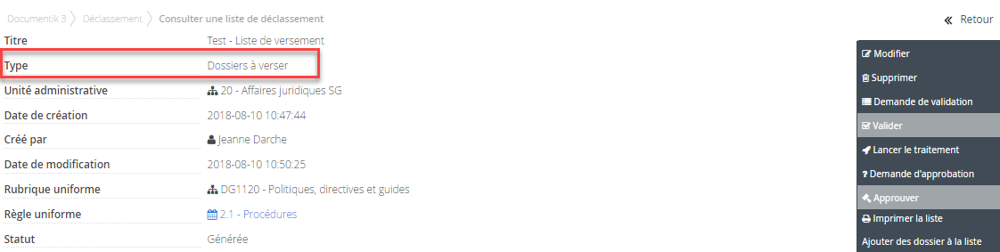 Documentik 3 Déclassement Consulter une liste de déclassement
Retour
Titre Test - Liste de versement
Type Dossiers à verser
Unité administrative 20 - Affaires juridiques SG
Date de création 2018-08-10 10:47:44
Créé par Jeanne Darche
Date de modification 2018-08-10 10:50:25
Rubrique uniforme DG1120 - Politiques, directives et guides
Règle uniforme 2.1 - Procédures
Statut Générée
Modifier
Supprimer
Demande de validation
Valider
Lancer le traitement
? Demande d'approbation
Approuver
Imprimer la liste
Ajouter des dossier à la liste